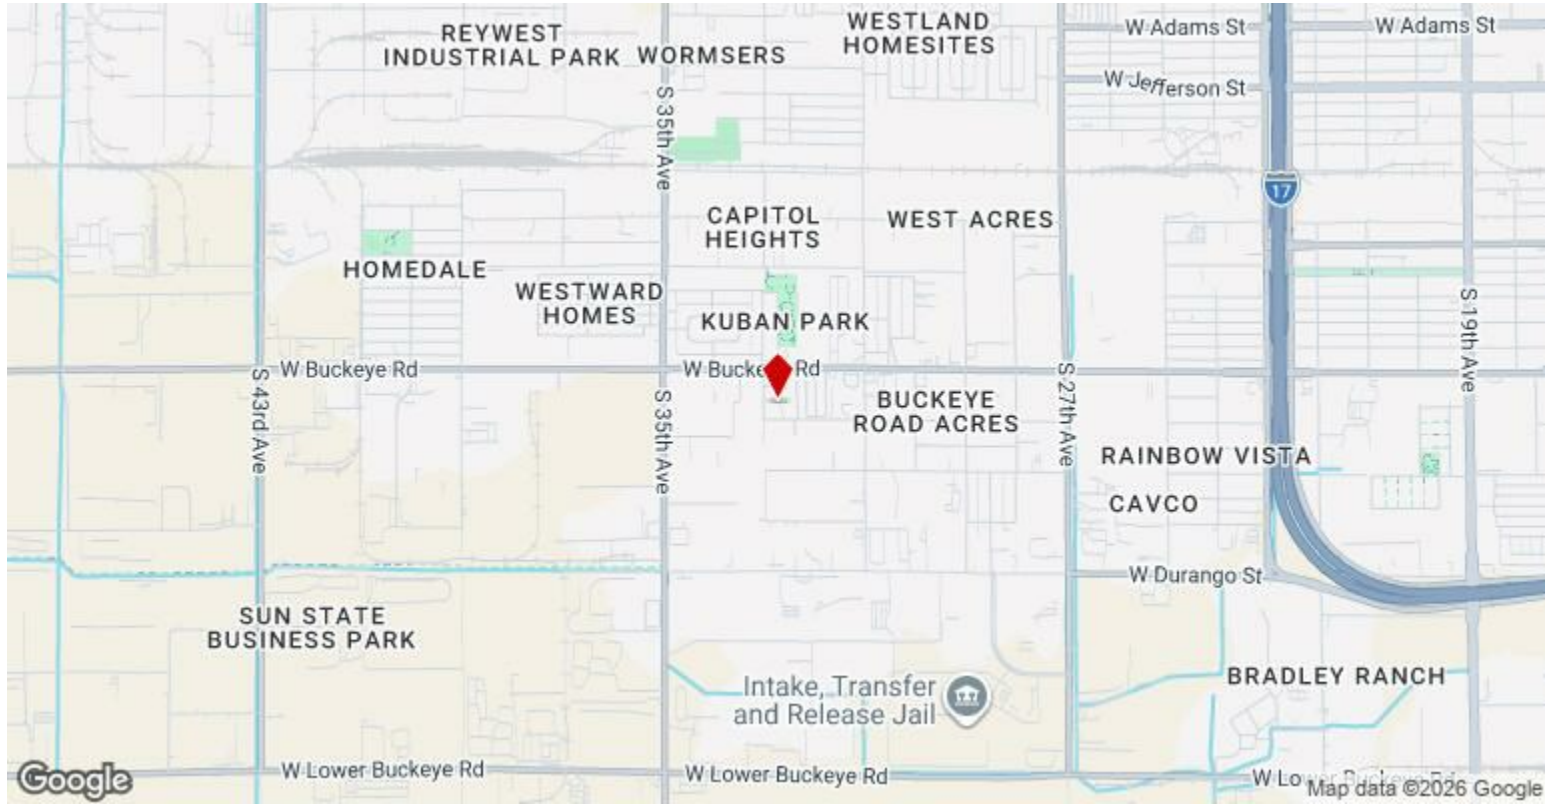 REYWEST
INDUSTRIAL PARK
WORMSERS
WESTLAND
HOMESITES
W Adams St
W Adams St
W Jefferson St
S 35th Ave
17
CAPITOL
HEIGHTS
WEST ACRES
HOMEDALE
WESTWARD
HOMES
KUBAN PARK
S 19th Ave
W Buckeye Rd
W Bucke Rd
S 43rd Ave
S 35th Ave
S 27th Ave
BUCKEYE
ROAD ACRES
RAINBOW VISTA
CAVCO
W Durango St
SUN STATE
BUSINESS PARK
BRADLEY RANCH
Intake, Transfer
and Release Jail
W Lower Buckeye Rd
W Lower Buckeye Rd
W Lower Buckeye Rd
Google
Map data ©2026 Google